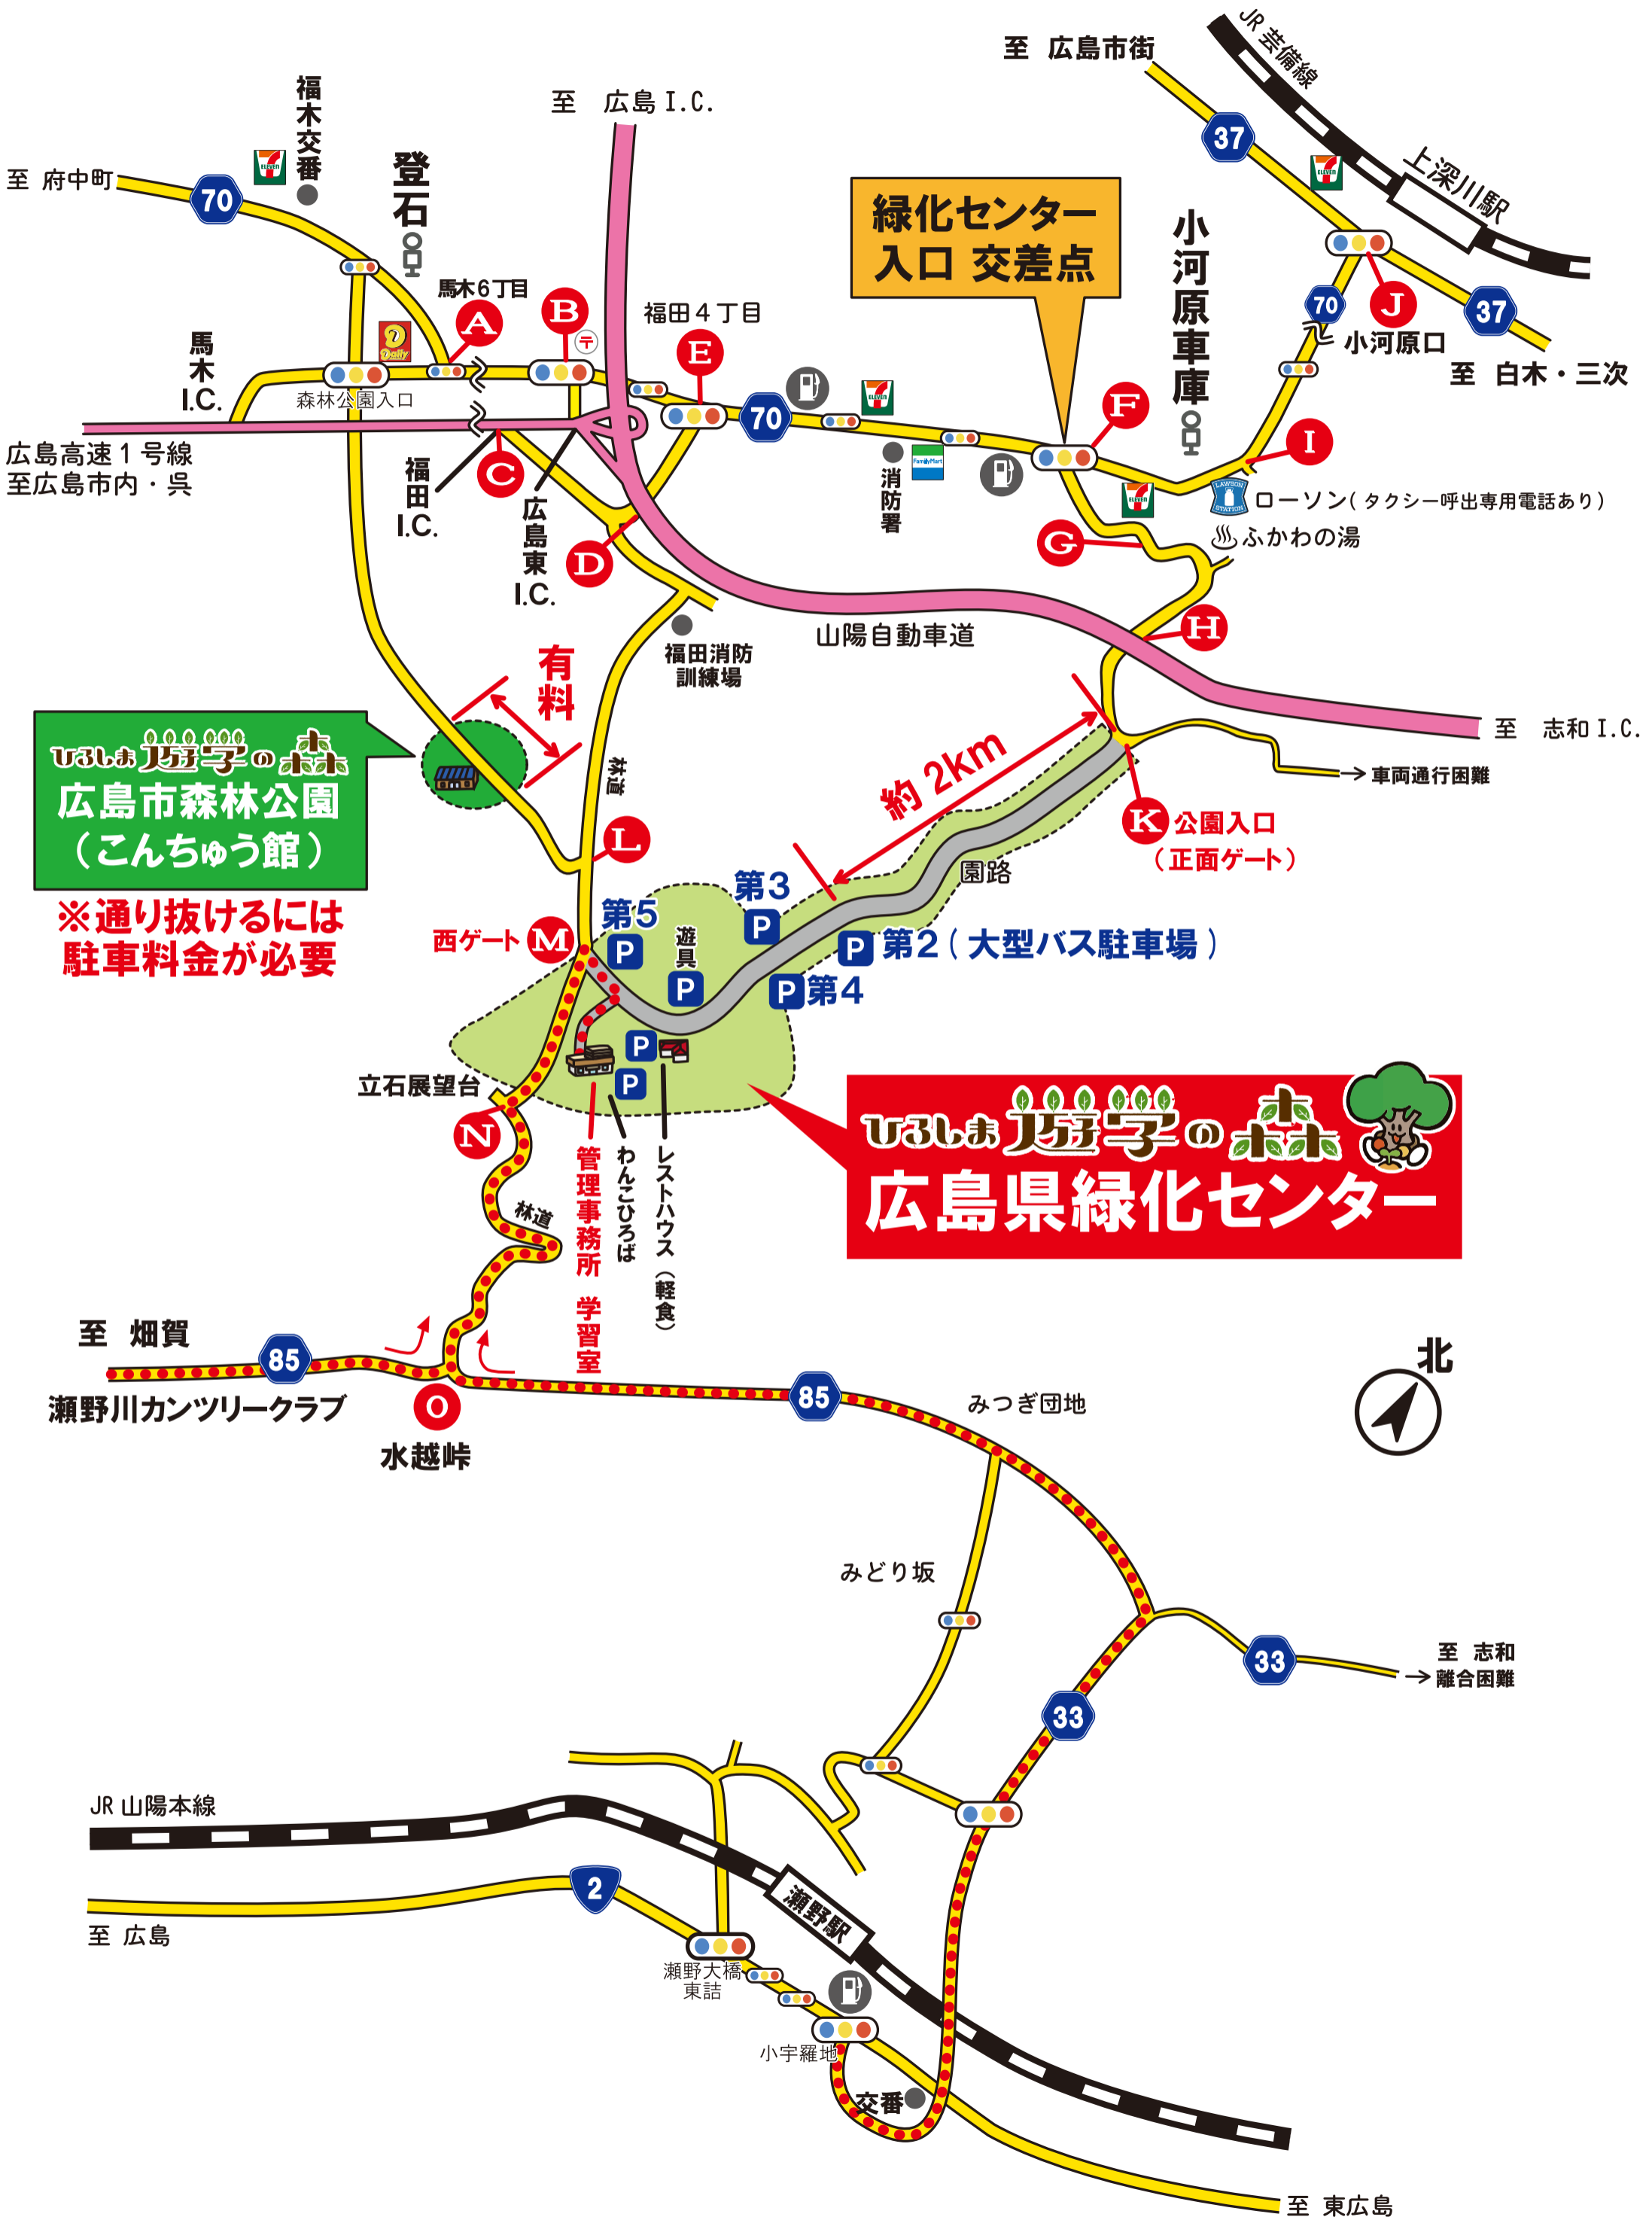 至 広島市街
JR芸備線
37
上深川駅
至 広島 I.C.
福木交番
至 府中町
70
登石
馬木6丁目
A
B
〒
福田4丁目
E
緑化センター
入口 交差点
小河原車庫
70
J
小河原口
37
至 白木・三次
馬木
I.C.
Daily
森林公園入口
70
F
I
広島高速1号線
至広島市内・呉
福田
I.C.
C
広島東
I.C.
D
消防署
FamilyMart
LAWSON
STATION
ローソン(タクシー呼出専用電話あり)
ふかわの湯
G
H
福田消防
訓練場
山陽自動車道
至 志和 I.C.
車両通行困難
有料
ひろしま遊学の森
広島市森林公園
(こんちゅう館)
※通り抜けるには
駐車料金が必要
林道
L
約2km
K
公園入口
(正面ゲート)
園路
西ゲート
M
第5
P
遊具
P
第3
P
P
第2(大型バス駐車場)
P
第4
P
P
立石展望台
N
林道
管理事務所 学習室
わんこひろば
レストハウス(軽食)
ひろしま遊学の森
広島県緑化センター
至 畑賀
85
瀬野川カンツリークラブ
O
水越峠
85
みつぎ団地
北
みどり坂
33
至 志和
離合困難
33
JR山陽本線
2
至 広島
瀬野駅
瀬野大橋
東詰
小宇羅地
交番
至 東広島